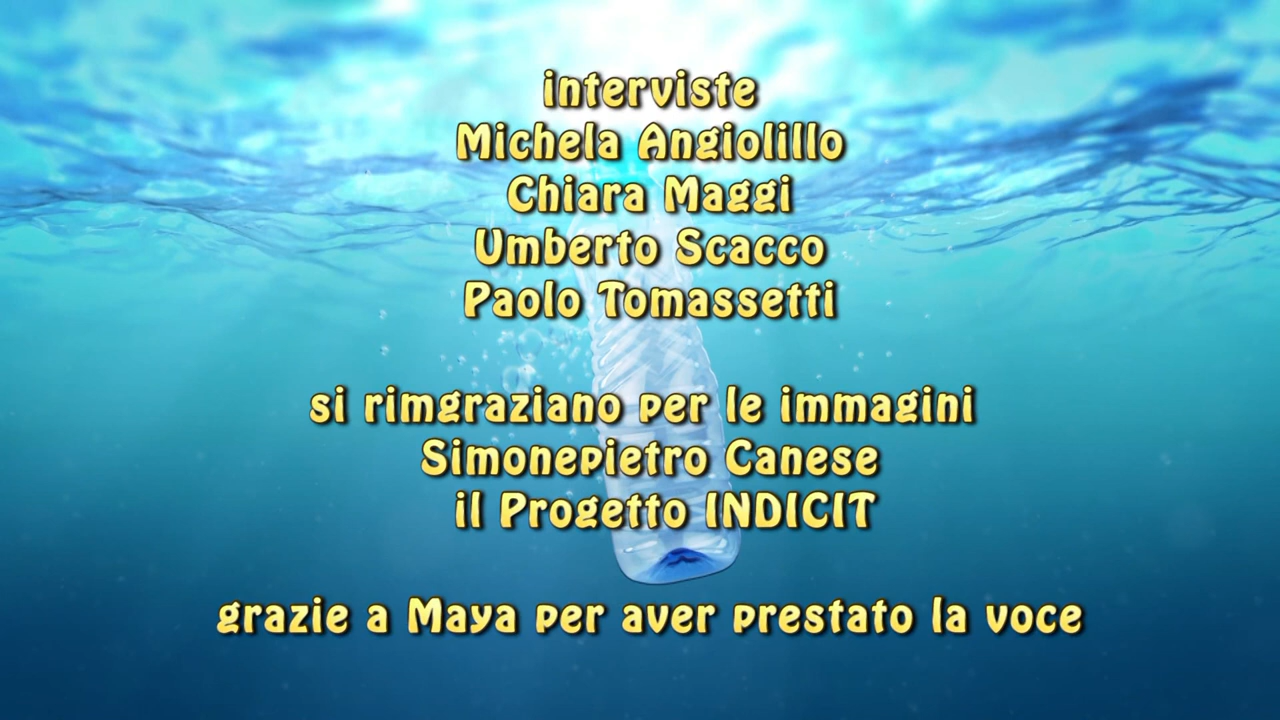 interviste
Michela Angiolillo
Chiara Maggi
Umberto Scacco
Paolo Tomassetti
si rimgraziano per le immagini
Simonepietro Canese
il Progetto INDICIT
grazie a Maya per aver prestato la voce